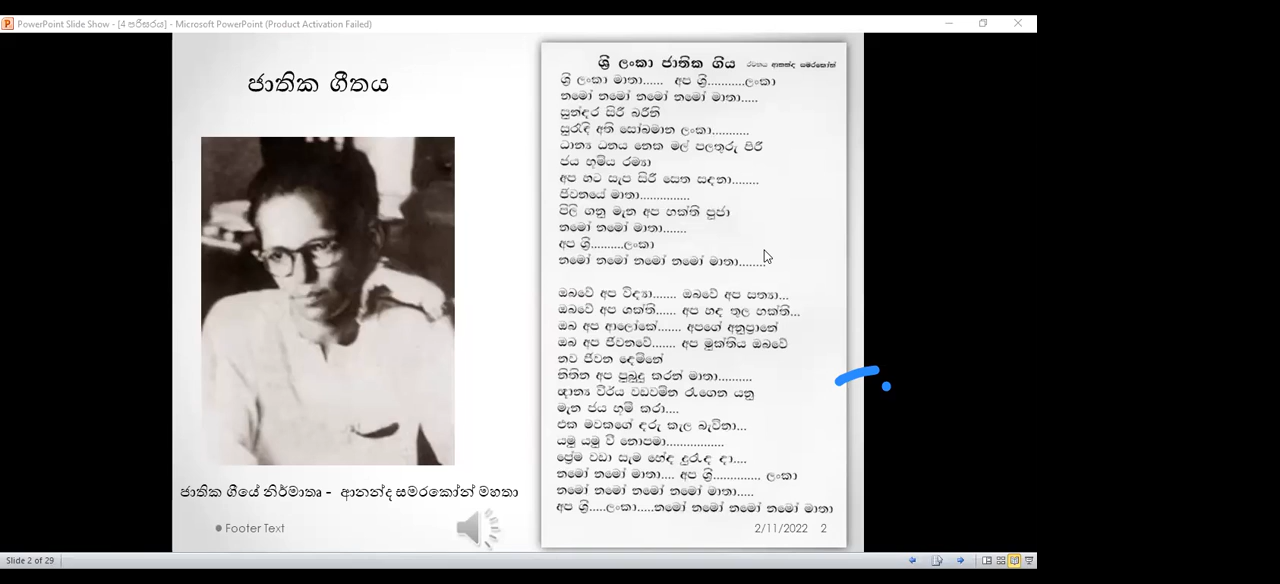 PowerPoint Slide Show - [4 පරිසරය] - Microsoft PowerPoint (Product Activation Failed)
ජාතික ගීතය
ජාතික ගීයේ නිර්මාතෘ - ආනන්ද සමරකෝන් මහතා
Footer Text
ශ්‍රී ලංකා ජාතික ගීය රචනය ආනන්ද සමරකෝන්
ශ්‍රී ලංකා මාතා...... අප ශ්‍රී...........ලංකා
නමෝ නමෝ නමෝ නමෝ මාතා.....
සුන්දර සිරි බරිනි
සුරැඳි අති සෝබමාන ලංකා...........
ධාන්‍ය ධනය නෙක මල් පලතුරු පිරි
ජය භුමිය රම්‍යා
අප හට සැප සිරි සෙත සදනා........
ජීවනයේ මාතා...............
පිලි ගනු මැන අප භක්ති පුජා
නමෝ නමෝ මාතා.......
අප ශ්‍රී..........ලංකා
නමෝ නමෝ නමෝ නමෝ මාතා........
ඔබවේ අප විද්‍යා....... ඔබවේ අප සත්‍යා...
ඔබවේ අප ශක්ති...... අප හද තුල භක්ති...
ඔබ අප ආලෝකේ....... අපගේ අනුප්‍රානේ
ඔබ අප ජීවනවේ....... අප මුක්තිය ඔබවේ
නව ජීවන දෙමිනේ
නිතින අප පුබුදු කරන් මාතා..........
ඥාන්‍ය වීර්ය වඩවමින රැගෙන යනු
මැන ජය භුමී කරා....
එක මවකගේ දරු කැල බැවිනා...
යමු යමු වී නොපමා.................
ප්‍රේම වඩා සැම භේද දුරැද දා....
නමෝ නමෝ මාතා.... අප ශ්‍රී.............. ලංකා
නමෝ නමෝ නමෝ නමෝ මාතා.....
අප ශ්‍රී.....ලංකා.....නමෝ නමෝ නමෝ නමෝ මාතා
2/11/2022 2
Slide 2 of 29